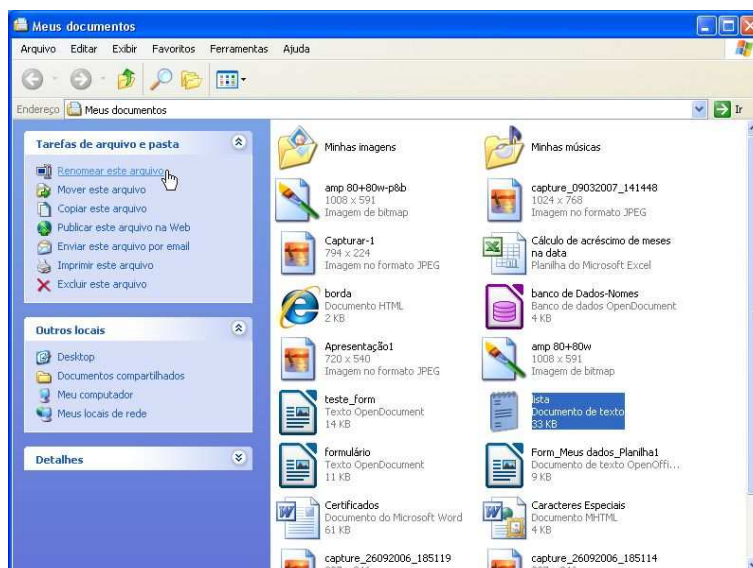 Meus documentos
Arquivo Editar Exibir Favoritos Ferramentas Ajuda
Endereço Meus documentos Ir
Tarefas de arquivo e pasta
Renomear este arquivo
Mover este arquivo
Copiar este arquivo
Publicar este arquivo na Web
Enviar este arquivo por email
Imprimir este arquivo
Excluir este arquivo
Outros locais
Desktop
Documentos compartilhados
Meu computador
Meus locais de rede
Detalhes
Minhas imagens
Minhas músicas
amp 80+80w-p&b
1008 x 591
Imagem de bitmap
capture_09032007_141448
1024 x 768
Imagem no formato JPEG
Capturar-1
794 x 224
Imagem no formato JPEG
Cálculo de acréscimo de meses
na data
Planilha do Microsoft Excel
borda
Documento HTML
2 KB
banco de Dados-Nomes
Banco de dados OpenDocument
4 KB
Apresentação1
720 x 540
Imagem no formato JPEG
amp 80+80w
1008 x 591
Imagem de bitmap
teste_form
Texto OpenDocument
14 KB
lista
Documento de texto
33 KB
formulário
Texto OpenDocument
11 KB
Form_Meus dados_Planilha1
Documento de texto OpenOffi...
9 KB
Certificados
Documento do Microsoft Word
61 KB
Caracteres Especiais
Documento MHTML
4 KB
capture_26092006_185119
capture_26092006_185114